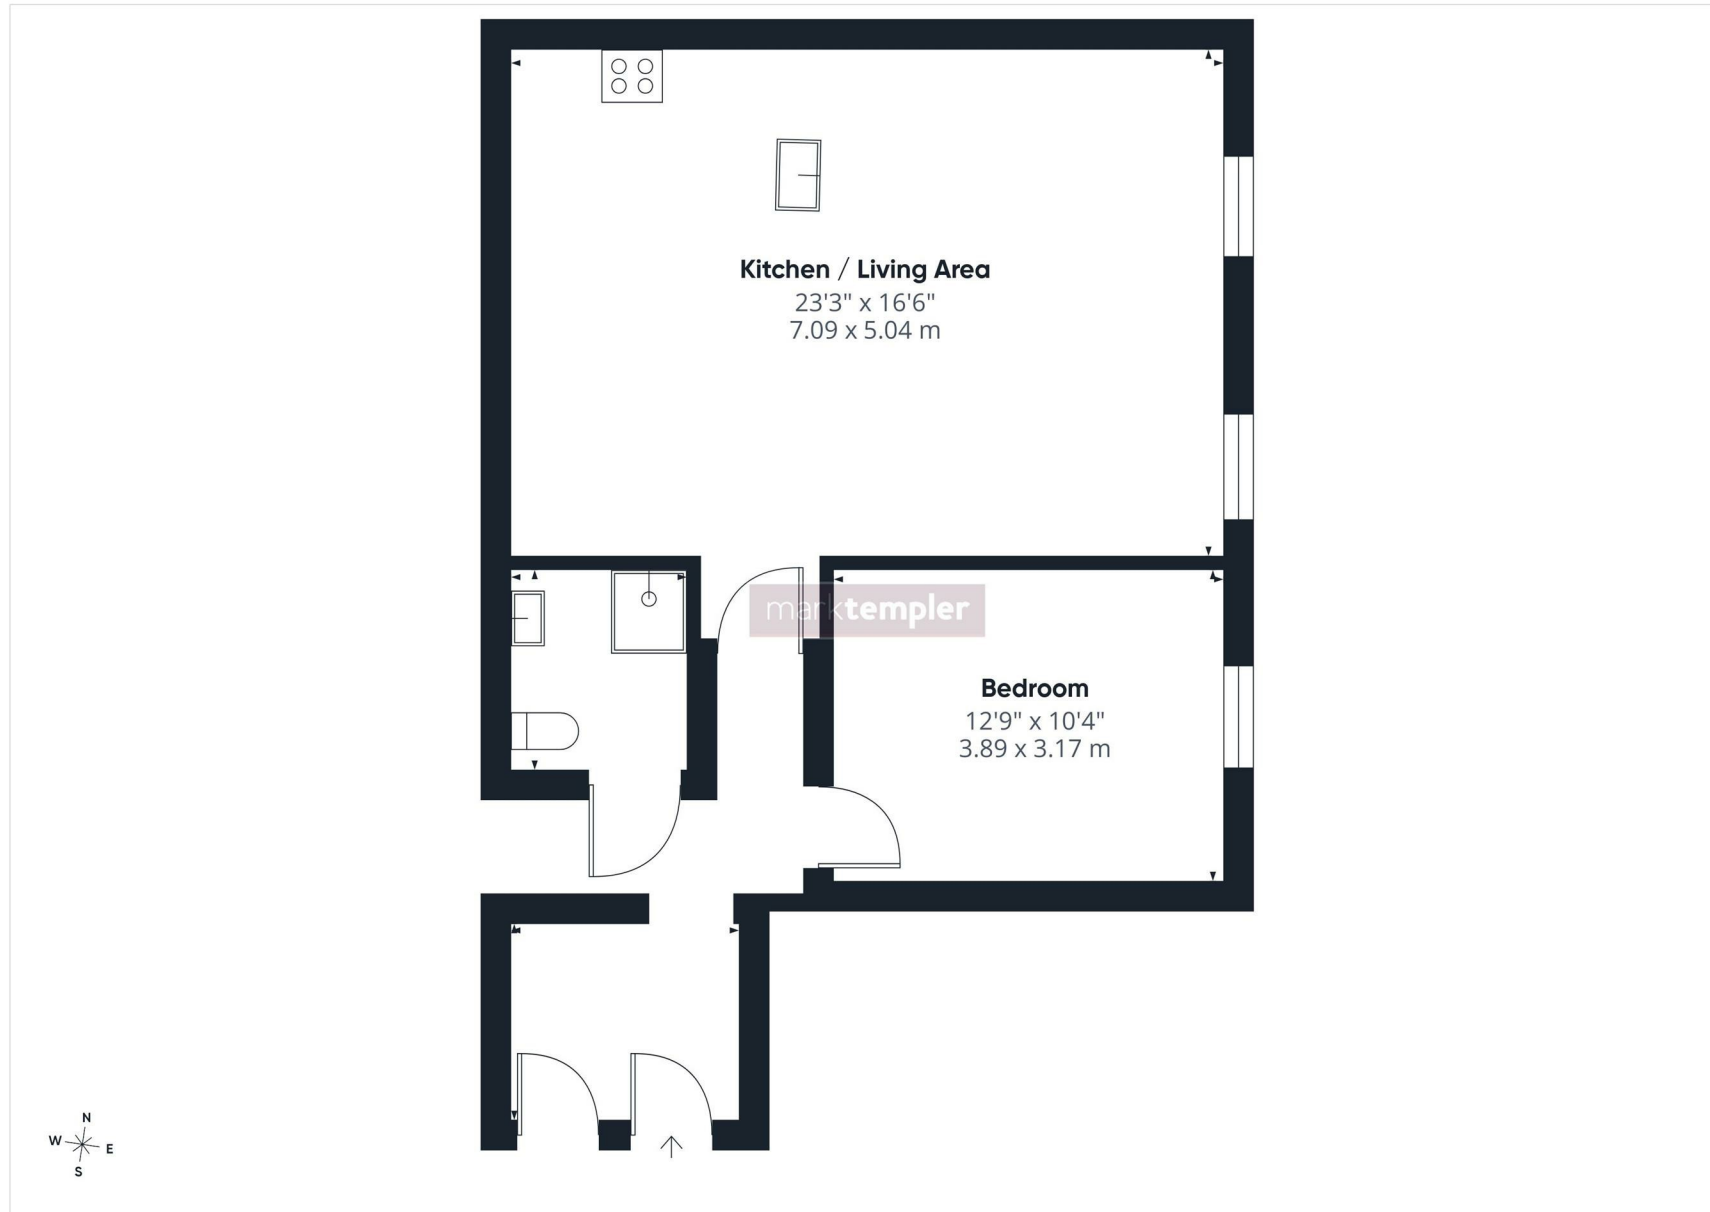 Kitchen / Living Area
23'3" x 16'6"
7.09 x 5.04 m
marktempler
Bedroom
12'9" x 10'4"
3.89 x 3.17 m
N
W
E
S